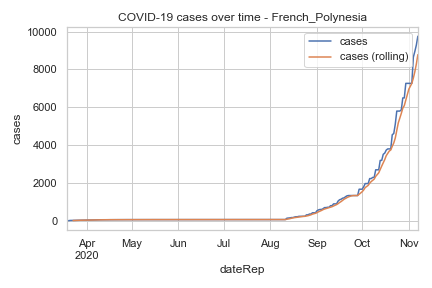 COVID-19 cases over time - French_Polynesia
cases
cases (rolling)
10000
8000
6000
4000
2000
0
cases
Apr May Jun Jul Aug Sep Oct Nov
2020
dateRep